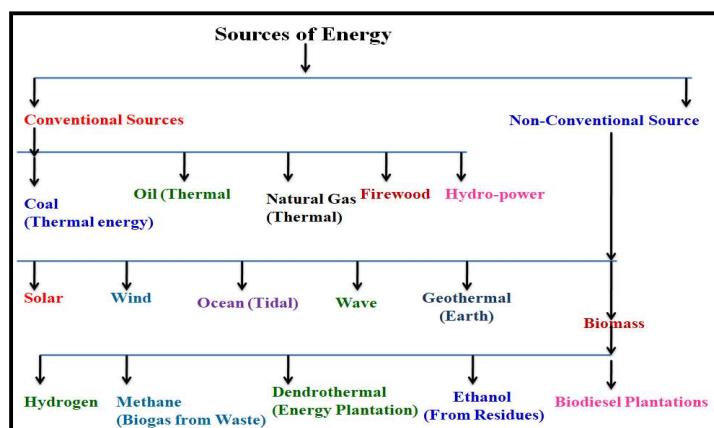 Sources of Energy
Conventional Sources
Non-Conventional Source
Coal
(Thermal energy)
Oil (Thermal
Natural Gas
(Thermal)
Firewood
Hydro-power
Solar
Wind
Ocean (Tidal)
Wave
Geothermal
(Earth)
Biomass
Hydrogen
Methane
(Biogas from Waste)
Dendrothermal
(Energy Plantation)
Ethanol
(From Residues)
Biodiesel Plantations